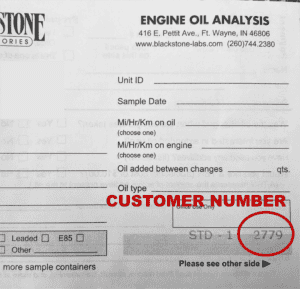 STONE
ORIES
ENGINE OIL ANALYSIS
416 E. Pettit Ave., Ft. Wayne, IN 46806
www.blackstone-labs.com (260)744.2380
Unit ID
Sample Date
Mi/Hr/Km on oil
(choose one)
Mi/Hr/Km on engine
(choose one)
Oil added between changes qts.
Oil type
CUSTOMER NUMBER
Office Use Only
STD - 1 2779
Leaded E85
Other
more sample containers
Please see other side